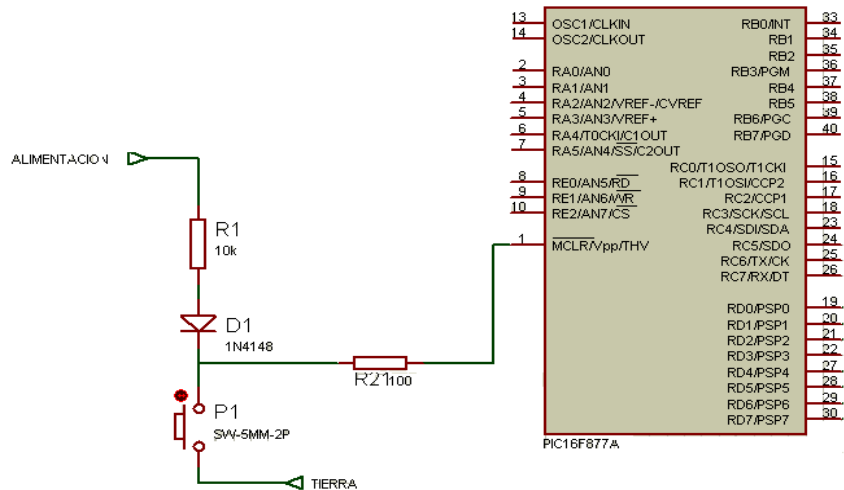 ALIMENTACION
R1
10k
D1
1N4148
R21 100
P1
SW-5MM-2P
TIERRA
13 OSC1/CLKIN
14 OSC2/CLKOUT
2 RA0/AN0
3 RA1/AN1
4 RA2/AN2/VREF-/CVREF
5 RA3/AN3/VREF+
6 RA4/T0CKI/C1OUT
7 RA5/AN4/SS/C2OUT
8 RE0/AN5/RD
9 RE1/AN6/WR
10 RE2/AN7/CS
1 MCLR/Vpp/THV
RB0/INT 33
RB1 34
RB2 35
RB3/PGM 36
RB4 37
RB5 38
RB6/PGC 39
RB7/PGD 40
RC0/T1OSO/T1CKI 15
RC1/T1OSI/CCP2 16
RC2/CCP1 17
RC3/SCK/SCL 18
RC4/SDI/SDA 23
RC5/SDO 24
RC6/TX/CK 25
RC7/RX/DT 26
RD0/PSP0 19
RD1/PSP1 20
RD2/PSP2 21
RD3/PSP3 22
RD4/PSP4 27
RD5/PSP5 28
RD6/PSP6 29
RD7/PSP7 30
PIC16F877A